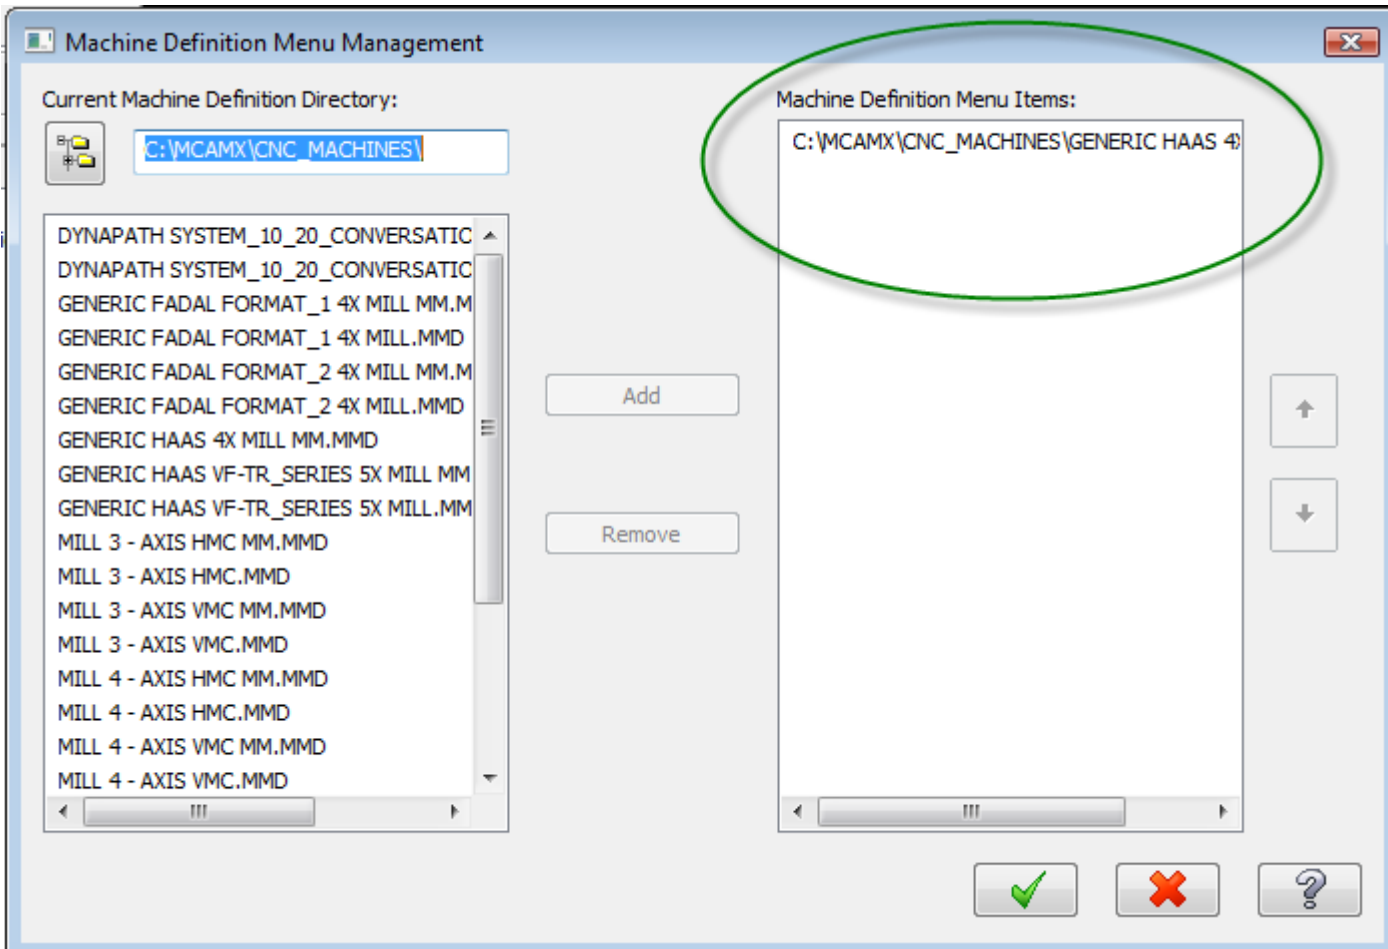 Machine Definition Menu Management
Current Machine Definition Directory:
C:\MCAMX\CNC_MACHINES\
DYNAPATH SYSTEM_10_20_CONVERSATIC
DYNAPATH SYSTEM_10_20_CONVERSATIC
GENERIC FADAL FORMAT_1 4X MILL MM.M
GENERIC FADAL FORMAT_1 4X MILL.MMD
GENERIC FADAL FORMAT_2 4X MILL MM.M
GENERIC FADAL FORMAT_2 4X MILL.MMD
GENERIC HAAS 4X MILL MM.MMD
GENERIC HAAS VF-TR_SERIES 5X MILL MM
GENERIC HAAS VF-TR_SERIES 5X MILL.MM
MILL 3 - AXIS HMC MM.MMD
MILL 3 - AXIS HMC.MMD
MILL 3 - AXIS VMC MM.MMD
MILL 3 - AXIS VMC.MMD
MILL 4 - AXIS HMC MM.MMD
MILL 4 - AXIS HMC.MMD
MILL 4 - AXIS VMC MM.MMD
MILL 4 - AXIS VMC.MMD
Add
Remove
Machine Definition Menu Items:
C:\MCAMX\CNC_MACHINES\GENERIC HAAS 4X